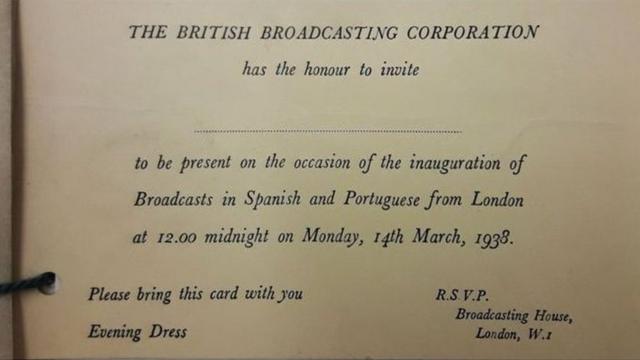 THE BRITISH BROADCASTING CORPORATION
has the honour to invite
to be present on the occasion of the inauguration of
Broadcasts in Spanish and Portuguese from London
at 12.00 midnight on Monday, 14th March, 1938.
Please bring this card with you
Evening Dress
R.S.V.P.
Broadcasting House,
London, W.1